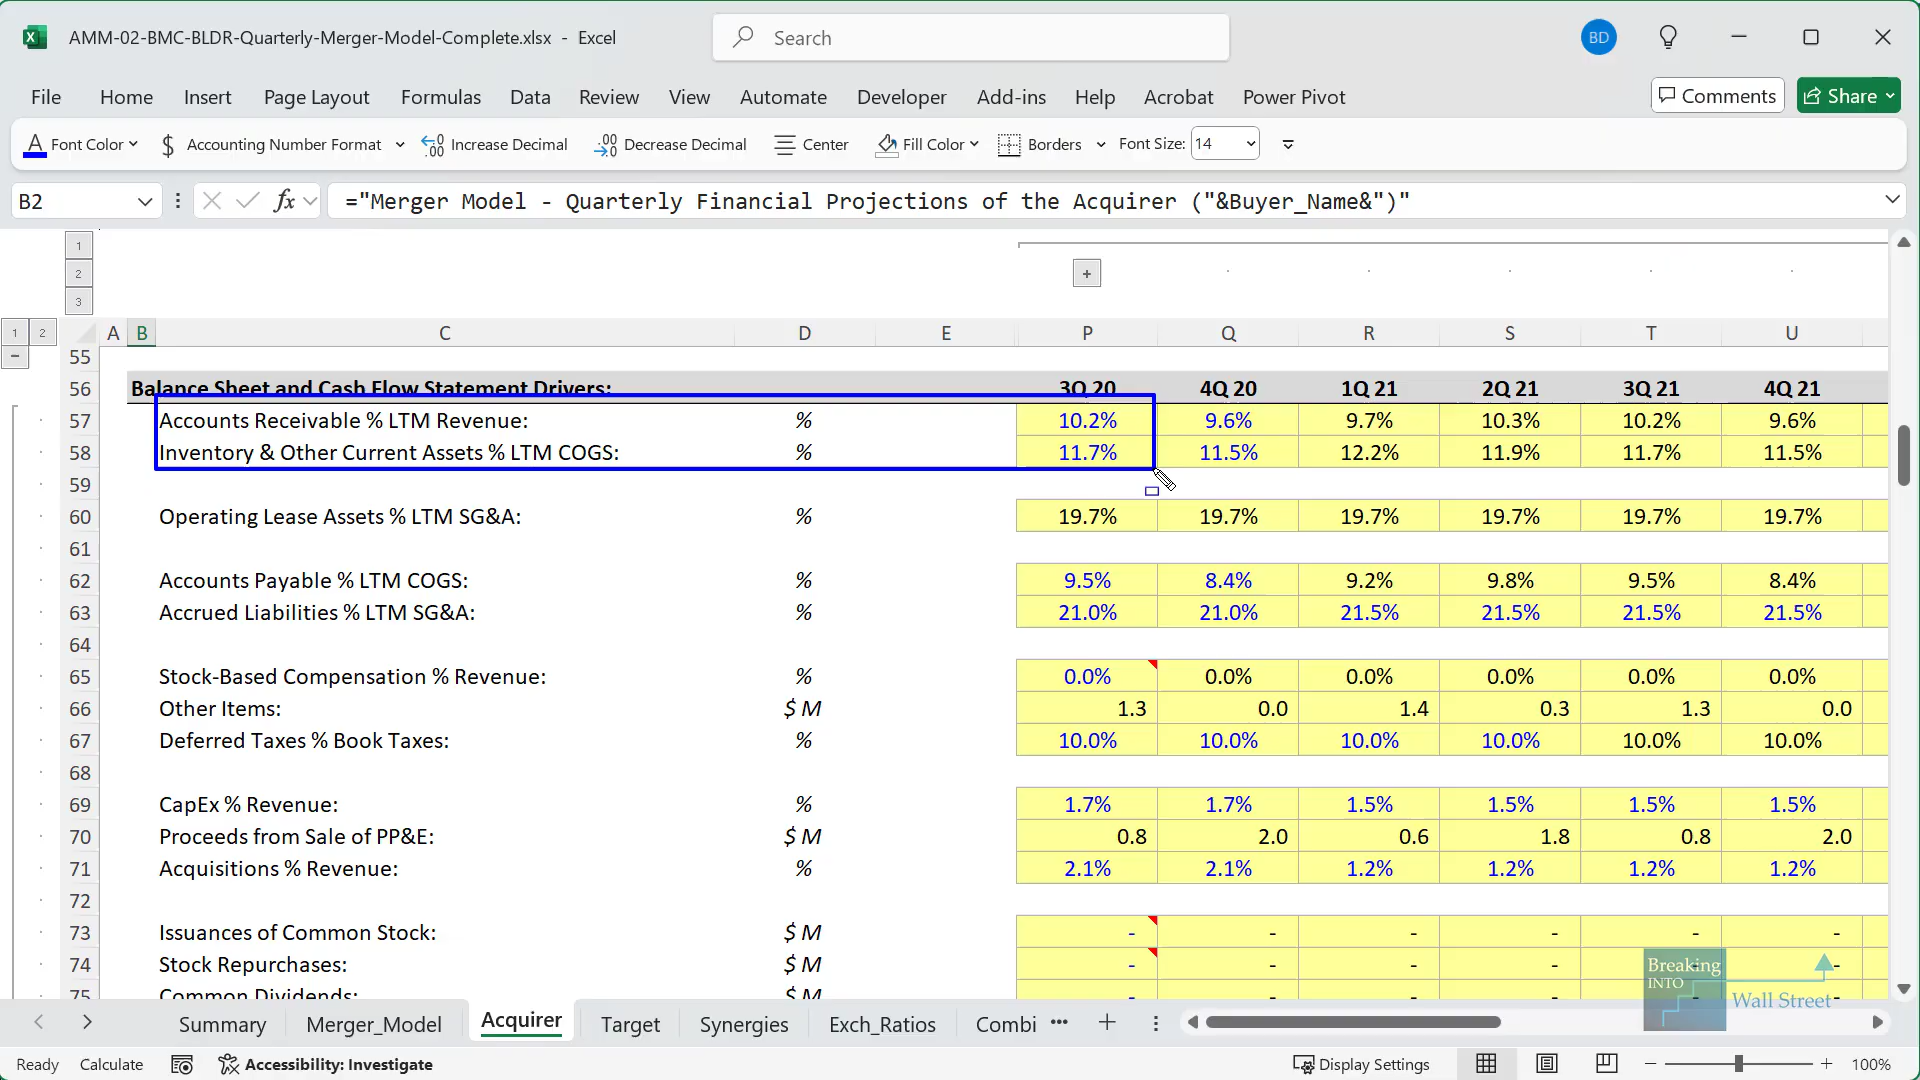 AMM-02-BMC-BLDR-Quarterly-Merger-Model-Complete.xlsx - Excel
Search
BD
File Home Insert Page Layout Formulas Data Review View Automate Developer Add-ins Help Acrobat Power Pivot
Comments Share
Font Color $ Accounting Number Format Increase Decimal Decrease Decimal Center Fill Color Borders Font Size: 14
B2 fx ="Merger Model - Quarterly Financial Projections of the Acquirer ("&Buyer_Name&")"
1
2
3
1 2 A B C D E P Q R S T U
55
56 Balance Sheet and Cash Flow Statement Drivers: 3Q 20 4Q 20 1Q 21 2Q 21 3Q 21 4Q 21
57 Accounts Receivable % LTM Revenue: % 10.2% 9.6% 9.7% 10.3% 10.2% 9.6%
58 Inventory & Other Current Assets % LTM COGS: % 11.7% 11.5% 12.2% 11.9% 11.7% 11.5%
59
60 Operating Lease Assets % LTM SG&A: % 19.7% 19.7% 19.7% 19.7% 19.7% 19.7%
61
62 Accounts Payable % LTM COGS: % 9.5% 8.4% 9.2% 9.8% 9.5% 8.4%
63 Accrued Liabilities % LTM SG&A: % 21.0% 21.0% 21.5% 21.5% 21.5% 21.5%
64
65 Stock-Based Compensation % Revenue: % 0.0% 0.0% 0.0% 0.0% 0.0% 0.0%
66 Other Items: $ M 1.3 0.0 1.4 0.3 1.3 0.0
67 Deferred Taxes % Book Taxes: % 10.0% 10.0% 10.0% 10.0% 10.0% 10.0%
68
69 CapEx % Revenue: % 1.7% 1.7% 1.5% 1.5% 1.5% 1.5%
70 Proceeds from Sale of PP&E: $ M 0.8 2.0 0.6 1.8 0.8 2.0
71 Acquisitions % Revenue: % 2.1% 2.1% 1.2% 1.2% 1.2% 1.2%
72
73 Issuances of Common Stock: $ M - - - - - -
74 Stock Repurchases: $ M - - - - - -
75 Common Dividends: $ M - - - - - -
Breaking
INTO
Wall Street
Summary Merger_Model Acquirer Target Synergies Exch_Ratios Combi
Ready Calculate Accessibility: Investigate Display Settings 100%